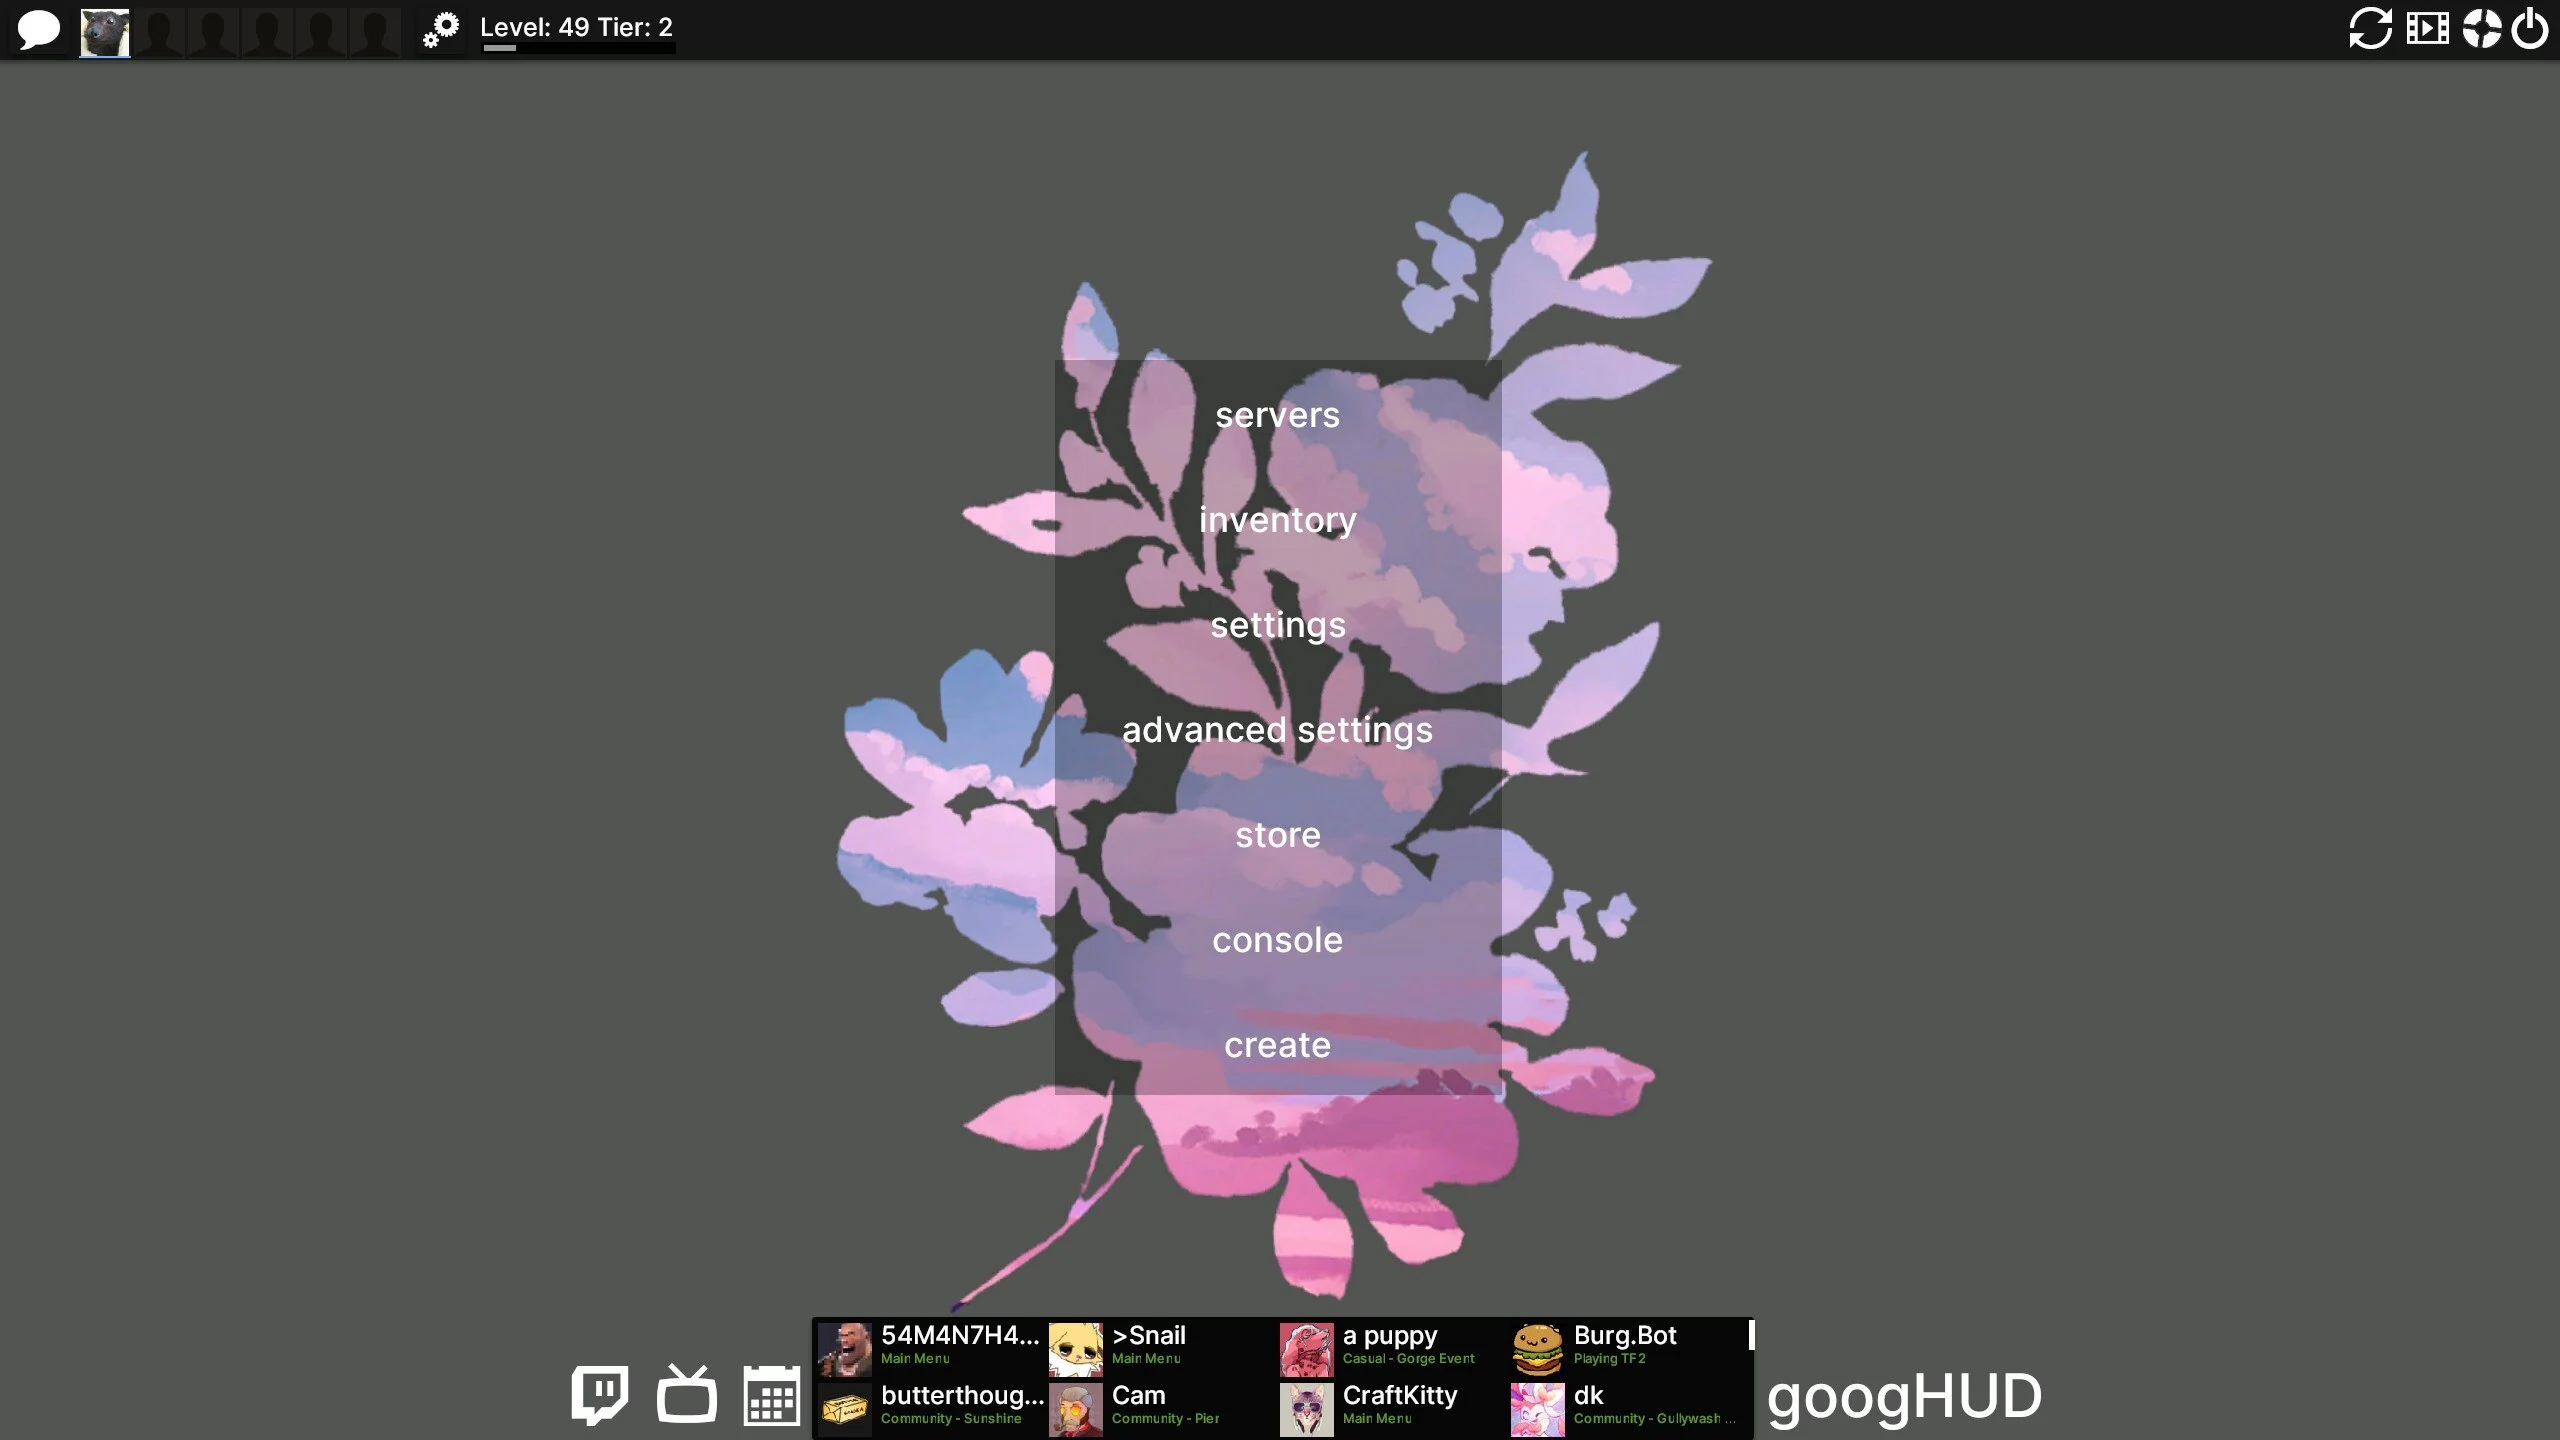 Level: 49 Tier: 2
servers
inventory
settings
advanced settings
store
console
create
54M4N7H4...
Main Menu
>Snail
Main Menu
a puppy
Casual - Gorge Event
Burg.Bot
Playing TF2
butterthoug...
Community - Sunshine
Cam
Community - Pier
CraftKitty
Main Menu
dk
Community - Gullywash ...
googHUD